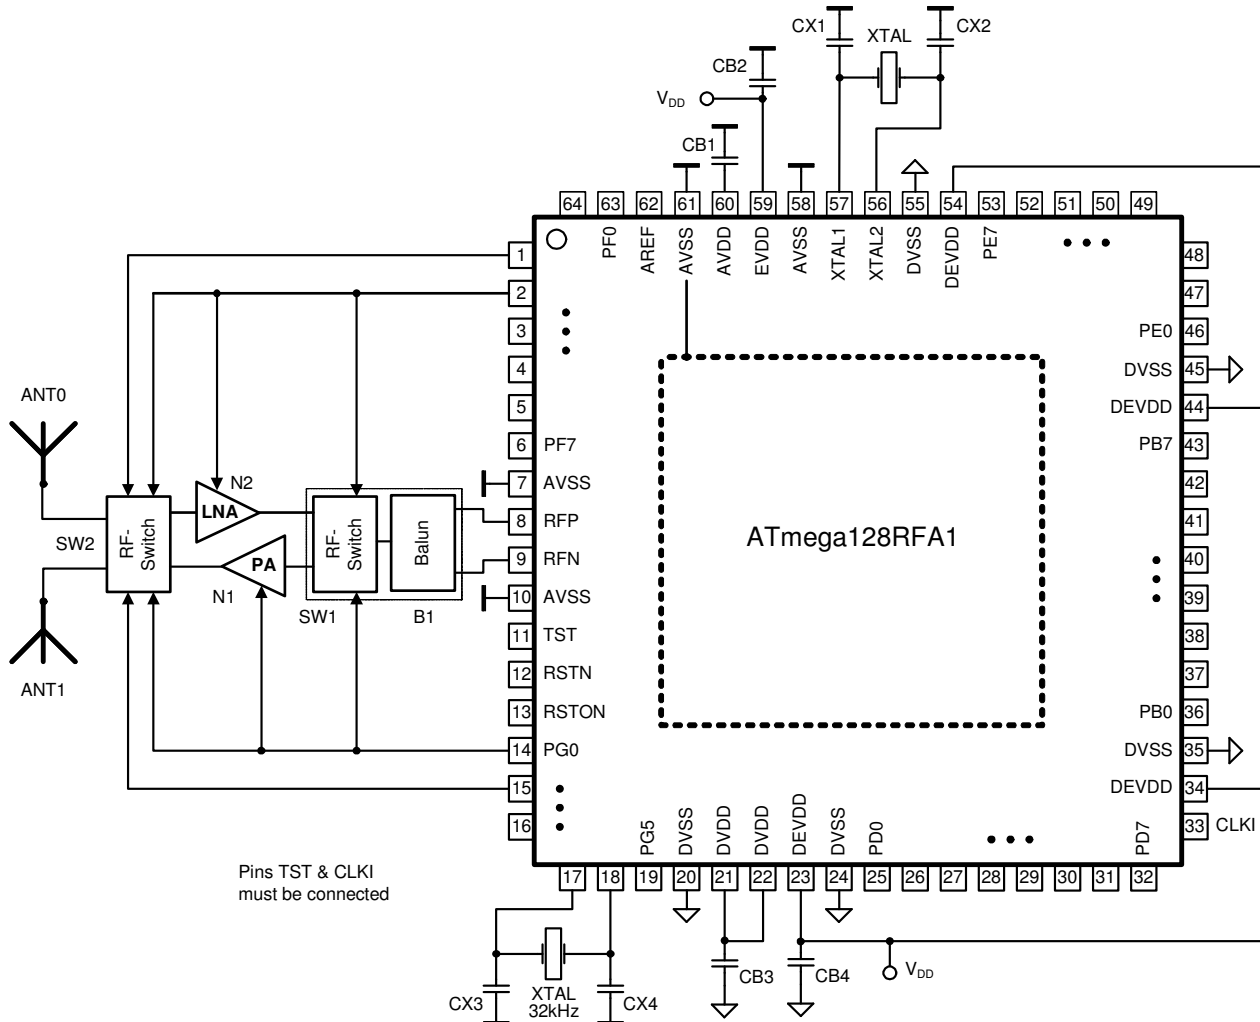 CX1
XTAL
CX2
CB2
VDD
CB1
64 63 62 61 60 59 58 57 56 55 54 53 52 51 50 49
PF0
AREF
AVSS
AVDD
EVDD
AVSS
XTAL1
XTAL2
DVSS
DEVDD
PE7
1
2
3
4
5
6 PF7
7 AVSS
8 RFP
9 RFN
10 AVSS
11 TST
12 RSTN
13 RSTON
14 PG0
15
16
48
47
PE0 46
DVSS 45
DEVDD 44
PB7 43
42
41
40
39
38
37
PB0 36
DVSS 35
DEVDD 34
33 CLKI
ATmega128RFA1
ANT0
N2
LNA
SW2
RF-
Switch
RF-
Switch
Balun
PA
N1
SW1
B1
ANT1
Pins TST & CLKI
must be connected
PG5
DVSS
DVDD
DVDD
DEVDD
DVSS
PD0
PD7
17 18 19 20 21 22 23 24 25 26 27 28 29 30 31 32
CX3
XTAL
32kHz
CX4
CB3
CB4
VDD